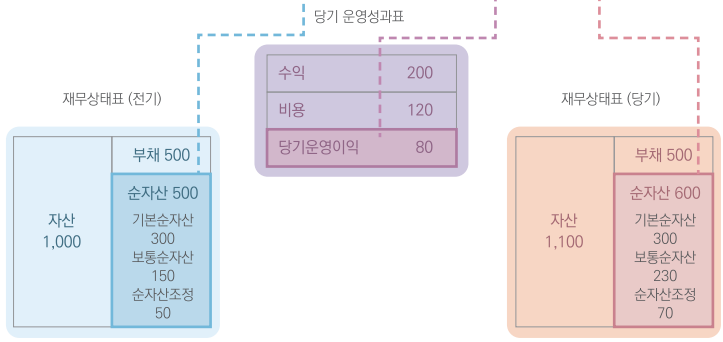 당기 운영성과표
수익 200
비용 120
당기운영이익 80
재무상태표 (전기)
부채 500
자산
1,000
순자산 500
기본순자산
300
보통순자산
150
순자산조정
50
재무상태표 (당기)
부채 500
자산
1,100
순자산 600
기본순자산
300
보통순자산
230
순자산조정
70